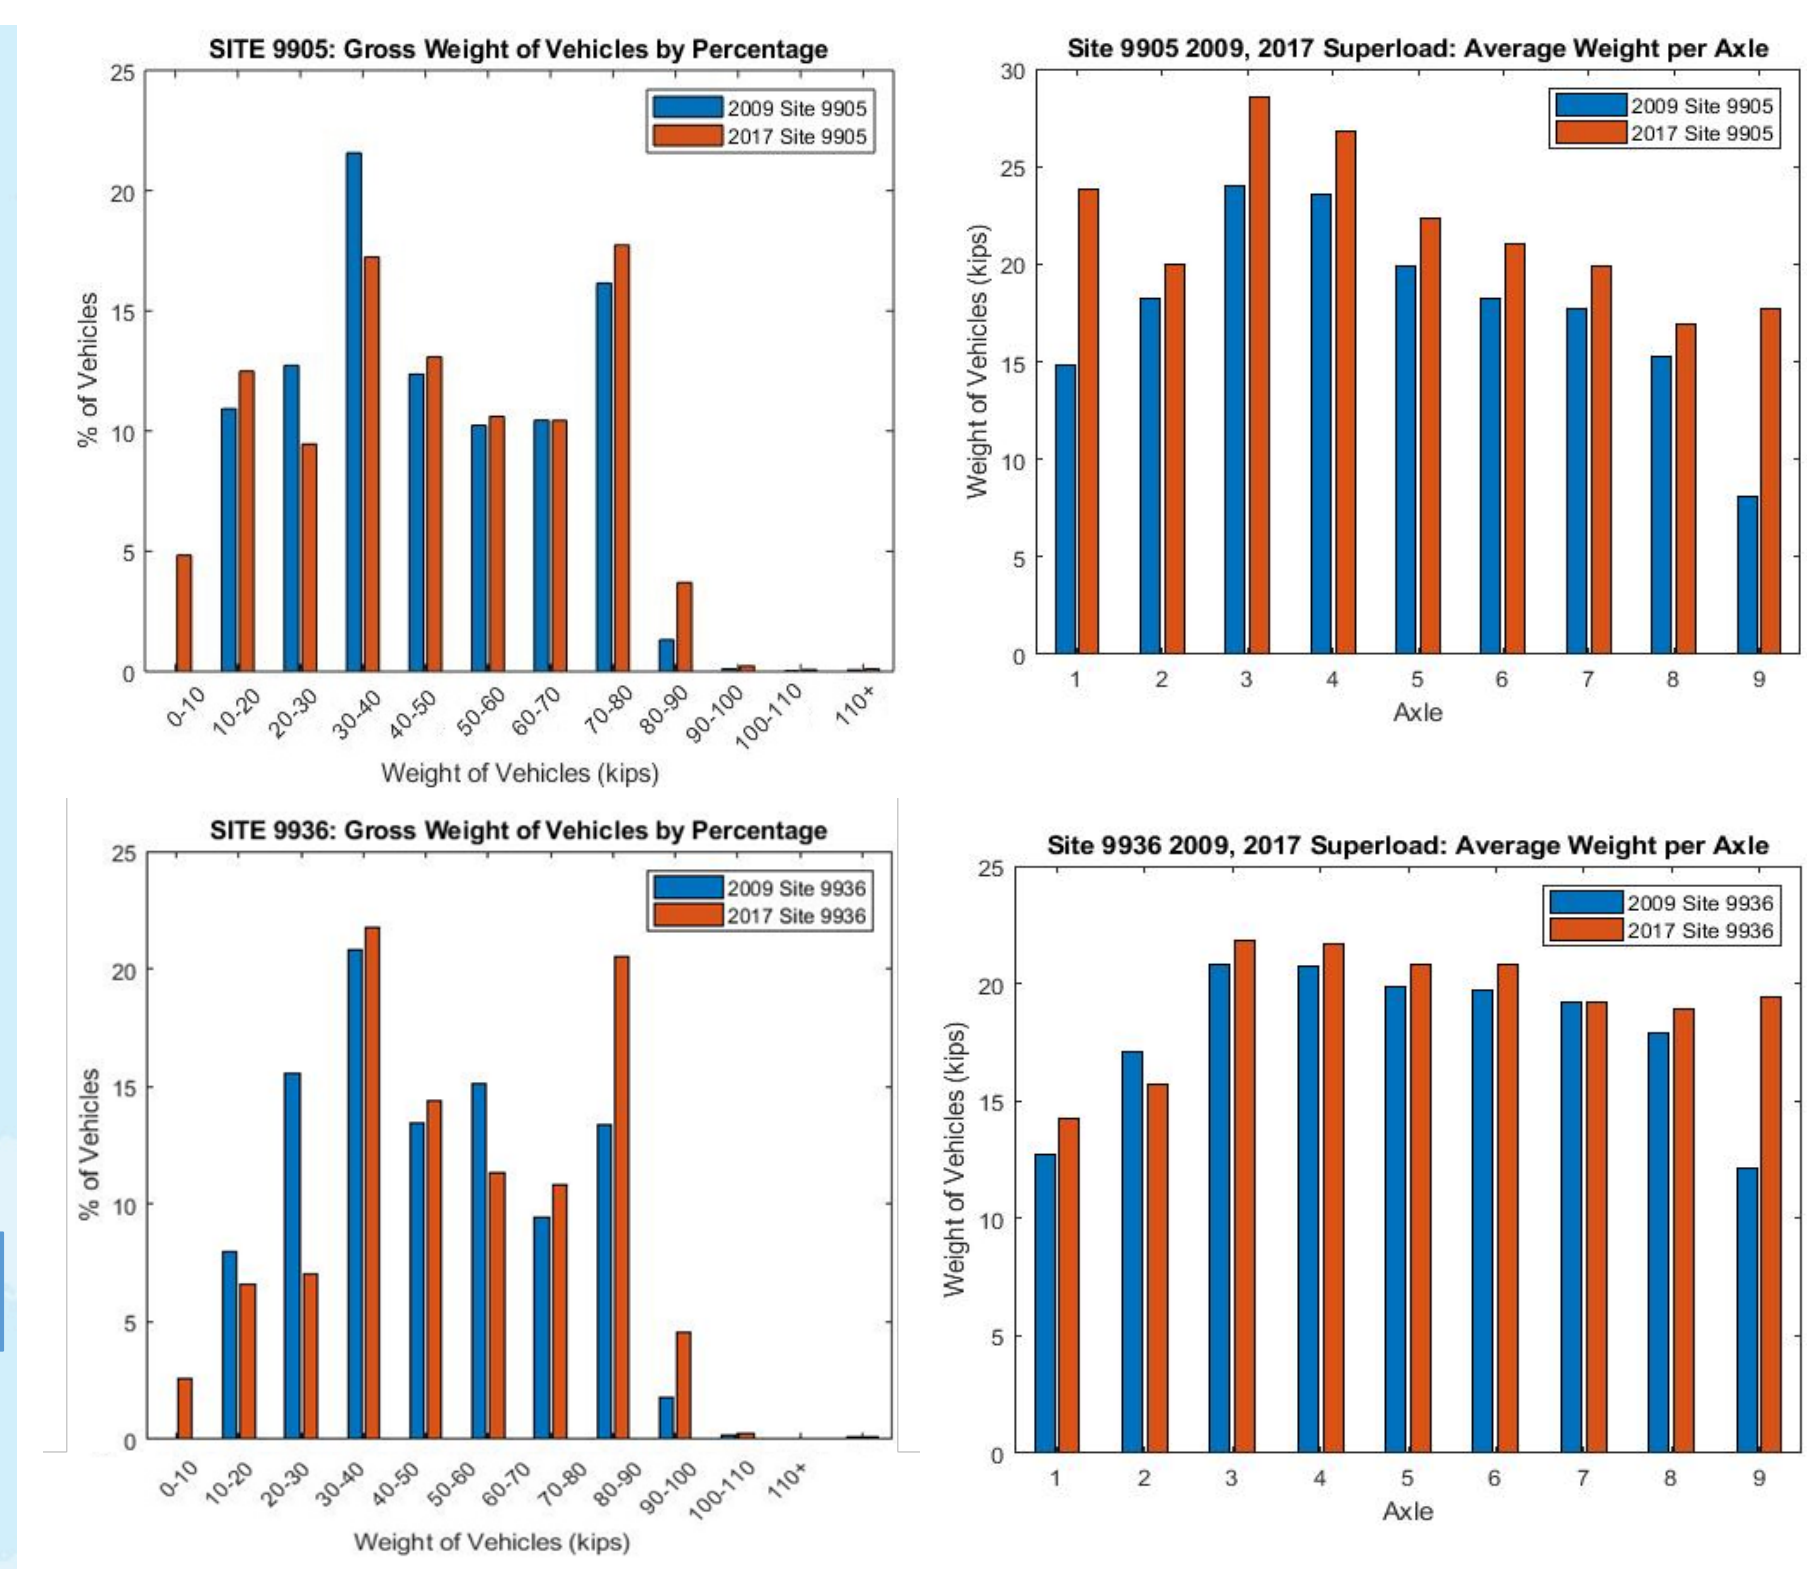 SITE 9905: Gross Weight of Vehicles by Percentage
25
20
15
10
5
0
% of Vehicles
2009 Site 9905
2017 Site 9905
0-10
10-20
20-30
30-40
40-50
50-60
60-70
70-80
80-90
90-100
100-110
110+
Weight of Vehicles (kips)
Site 9905 2009, 2017 Superload: Average Weight per Axle
30
25
20
15
10
5
0
Weight of Vehicles (kips)
2009 Site 9905
2017 Site 9905
1 2 3 4 5 6 7 8 9
Axle
SITE 9936: Gross Weight of Vehicles by Percentage
25
20
15
10
5
0
% of Vehicles
2009 Site 9936
2017 Site 9936
0-10
10-20
20-30
30-40
40-50
50-60
60-70
70-80
80-90
90-100
100-110
110+
Weight of Vehicles (kips)
Site 9936 2009, 2017 Superload: Average Weight per Axle
25
20
15
10
5
0
Weight of Vehicles (kips)
2009 Site 9936
2017 Site 9936
1 2 3 4 5 6 7 8 9
Axle